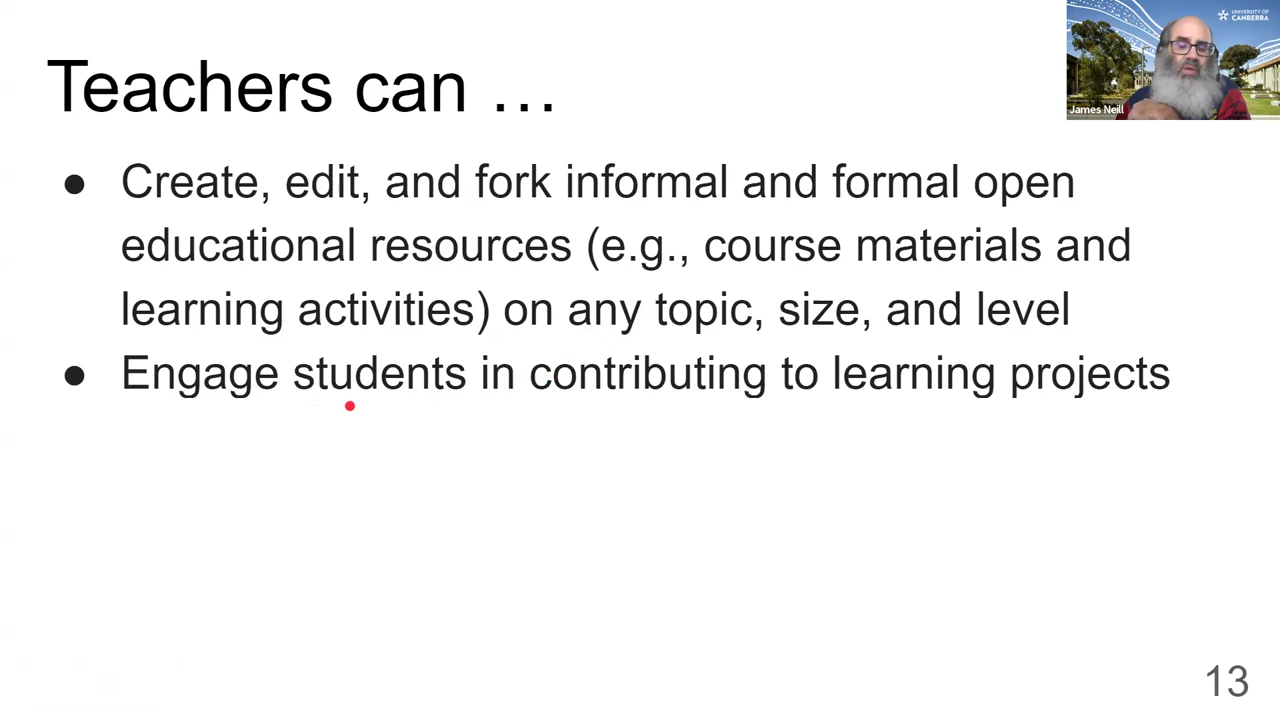 Teachers can …
● Create, edit, and fork informal and formal open
educational resources (e.g., course materials and
learning activities) on any topic, size, and level
● Engage students in contributing to learning projects
UNIVERSITY OF
CANBERRA
James Neill
13